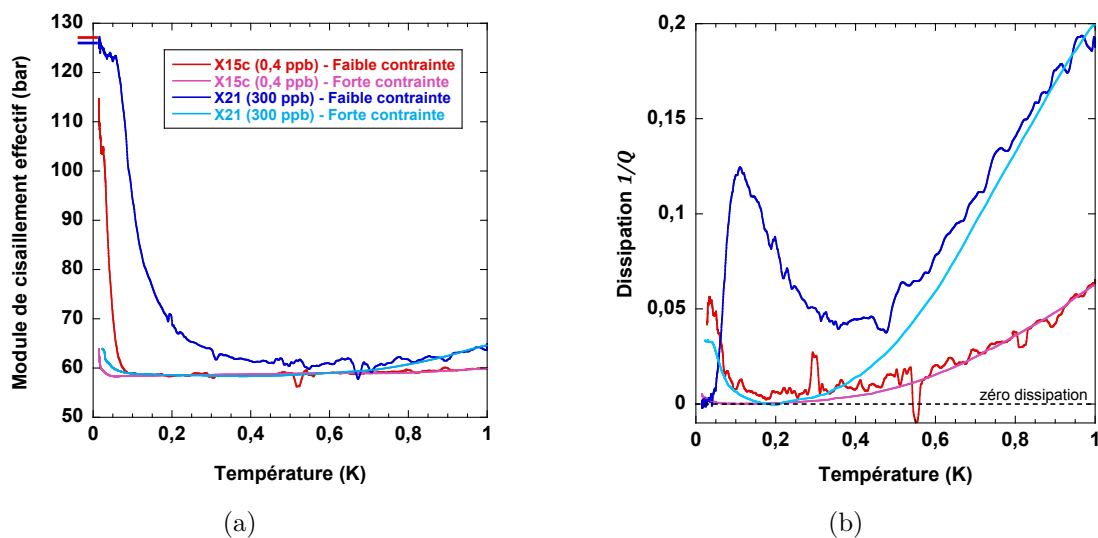 130
120
110
100
90
80
70
60
50
Module de cisaillement effectif (bar)
X15c (0,4 ppb) - Faible contrainte
X15c (0,4 ppb) - Forte contrainte
X21 (300 ppb) - Faible contrainte
X21 (300 ppb) - Forte contrainte
0 0,2 0,4 0,6 0,8 1
Température (K)
(a)
0,2
0,15
0,1
0,05
0
Dissipation 1/Q
zéro dissipation
0 0,2 0,4 0,6 0,8 1
Température (K)
(b)